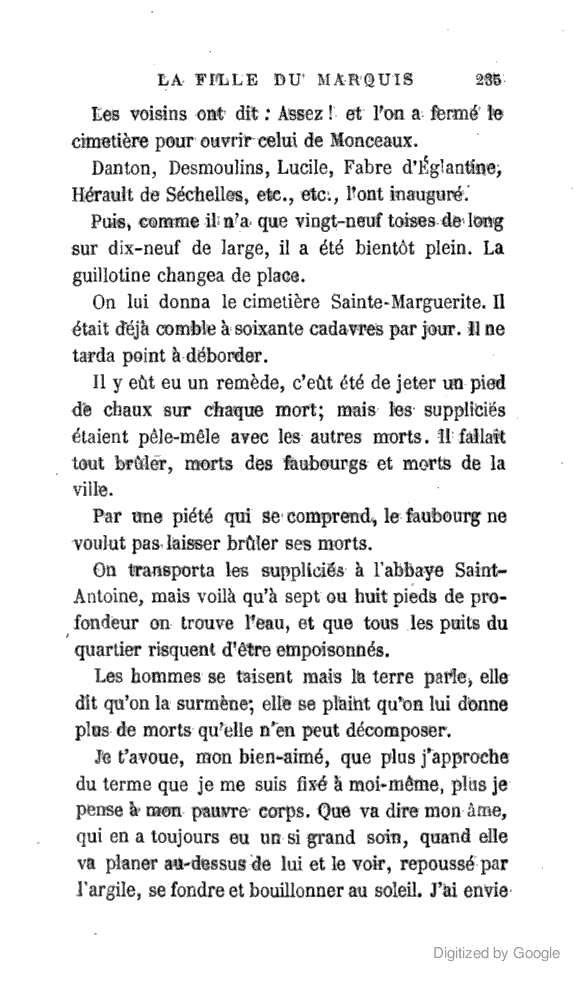 LA FILLE DU MARQUIS 235
Les voisins ont dit : Assez ! et l'on a fermé le
cimetière pour ouvrir celui de Monceaux.
Danton, Desmoulins, Lucile, Fabre d'Églantine,
Hérault de Séchelles, etc., etc., l'ont inauguré.
Puis, comme il n'a que vingt-neuf toises de long
sur dix-neuf de large, il a été bientôt plein. La
guillotine changea de place.
On lui donna le cimetière Sainte-Marguerite. Il
était déjà comble à soixante cadavres par jour. Il ne
tarda point à déborder.
Il y eût eu un remède, c'eût été de jeter un pied
de chaux sur chaque mort; mais les suppliciés
étaient pêle-mêle avec les autres morts. Il fallait
tout brûler, morts des faubourgs et morts de la
ville.
Par une piété qui se comprend, le faubourg ne
voulut pas laisser brûler ses morts.
On transporta les suppliciés à l'abbaye Saint-
Antoine, mais voilà qu'à sept ou huit pieds de pro-
fondeur on trouve l'eau, et que tous les puits du
quartier risquent d'être empoisonnés.
Les hommes se taisent mais la terre parle, elle
dit qu'on la surmène; elle se plaint qu'on lui donne
plus de morts qu'elle n'en peut décomposer.
Je t'avoue, mon bien-aimé, que plus j'approche
du terme que je me suis fixé à moi-même, plus je
pense à mon pauvre corps. Que va dire mon âme,
qui en a toujours eu un si grand soin, quand elle
va planer au-dessus de lui et le voir, repoussé par
l'argile, se fondre et bouillonner au soleil. J'ai envie
Digitized by Google